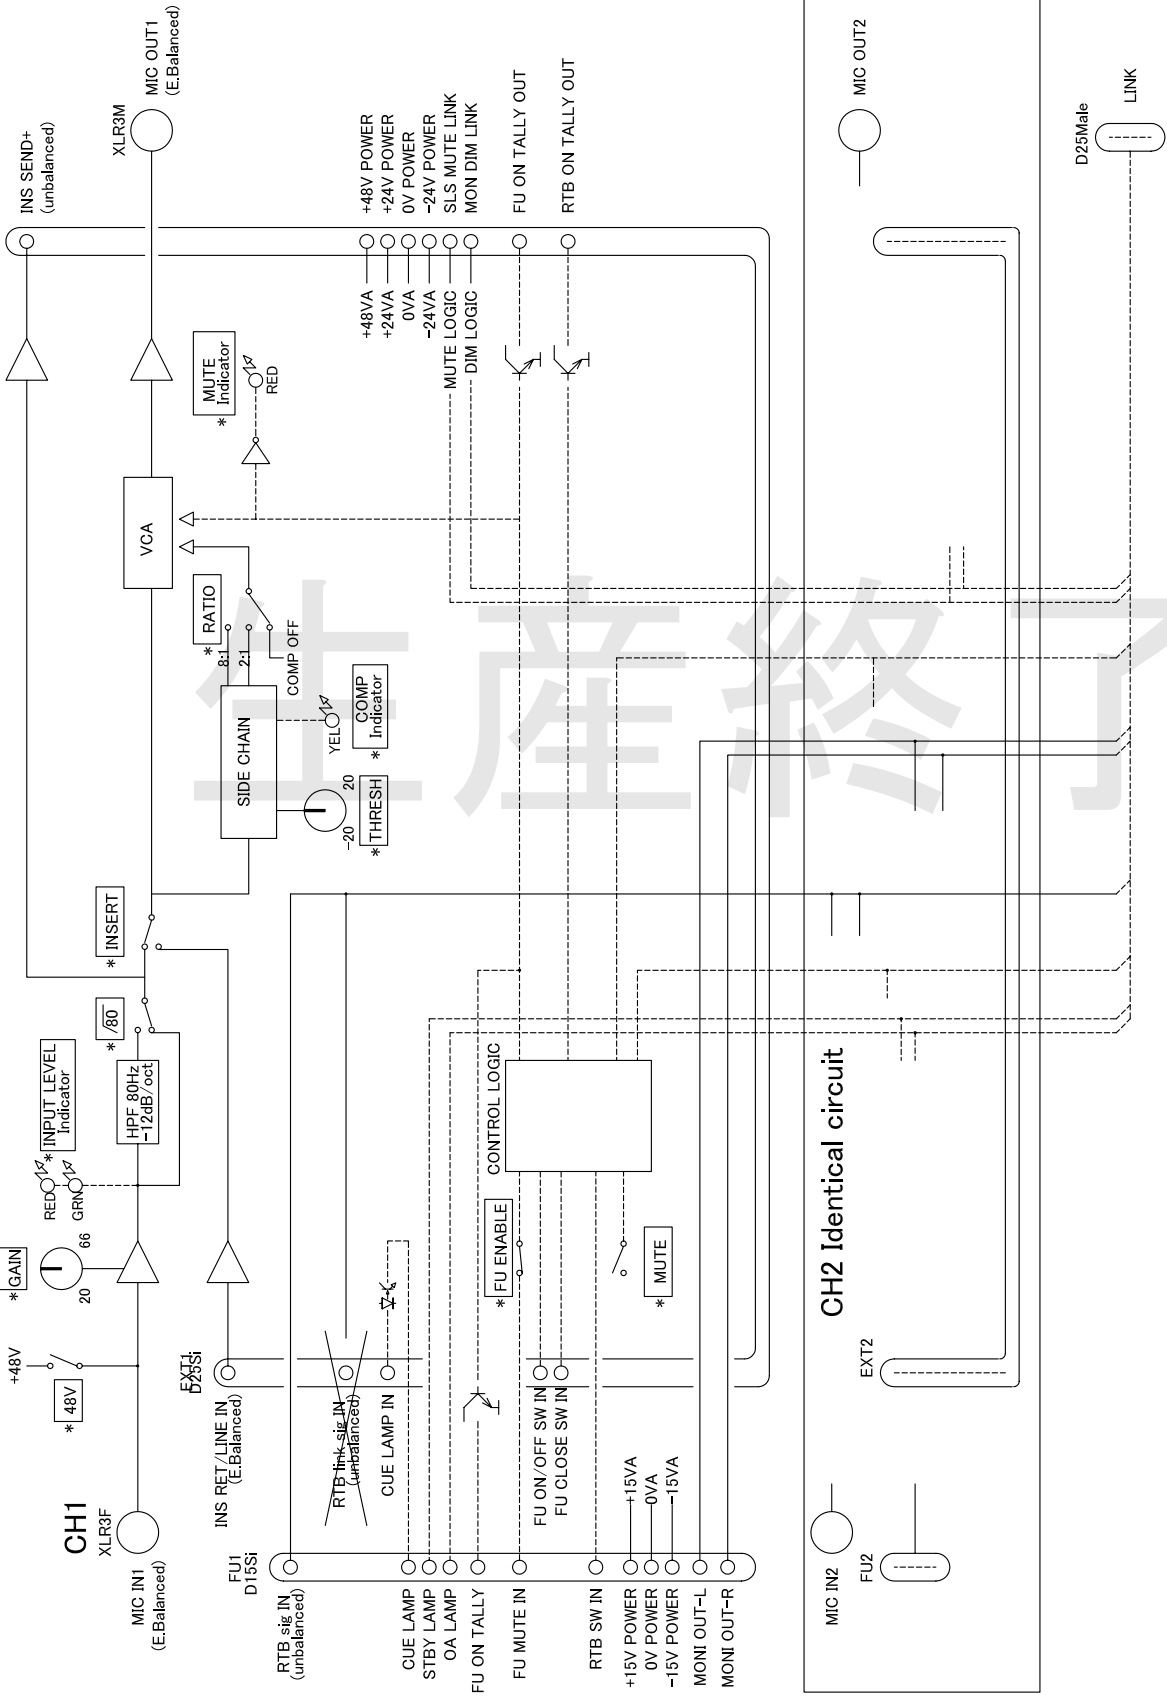 CH1
XLR3F
MIC IN1
(E.Balanced)
+48V
* 48V
* GAIN
20
66
RED
GRN
* INPUT LEVEL
Indicator
HPF 80Hz
-12dB/oct
* /80
* INSERT
INS SEND+
(unbalanced)
XLR3M
MIC OUT1
(E.Balanced)
VCA
* MUTE
Indicator
RED
* RATIO
8:1
2:1
COMP OFF
SIDE CHAIN
YEL
* COMP
Indicator
-20
20
* THRESH
EXT1
D25Si
INS RET/LINE IN
(E.Balanced)
RTB link sig IN
(unbalanced)
CUE LAMP IN
FU ON/OFF SW IN
FU CLOSE SW IN
FU1
D15Si
RTB sig IN
(unbalanced)
CUE LAMP
STBY LAMP
OA LAMP
FU ON TALLY
FU MUTE IN
RTB SW IN
+15V POWER
+15VA
0V POWER
0VA
-15V POWER
-15VA
MONI OUT-L
MONI OUT-R
CONTROL LOGIC
* FU ENABLE
* MUTE
+48VA
+48V POWER
+24VA
+24V POWER
0VA
0V POWER
-24VA
-24V POWER
MUTE LOGIC
SLS MUTE LINK
DIM LOGIC
MON DIM LINK
FU ON TALLY OUT
RTB ON TALLY OUT
CH2 Identical circuit
MIC IN2
FU2
EXT2
MIC OUT2
D25Male
LINK
生産終了